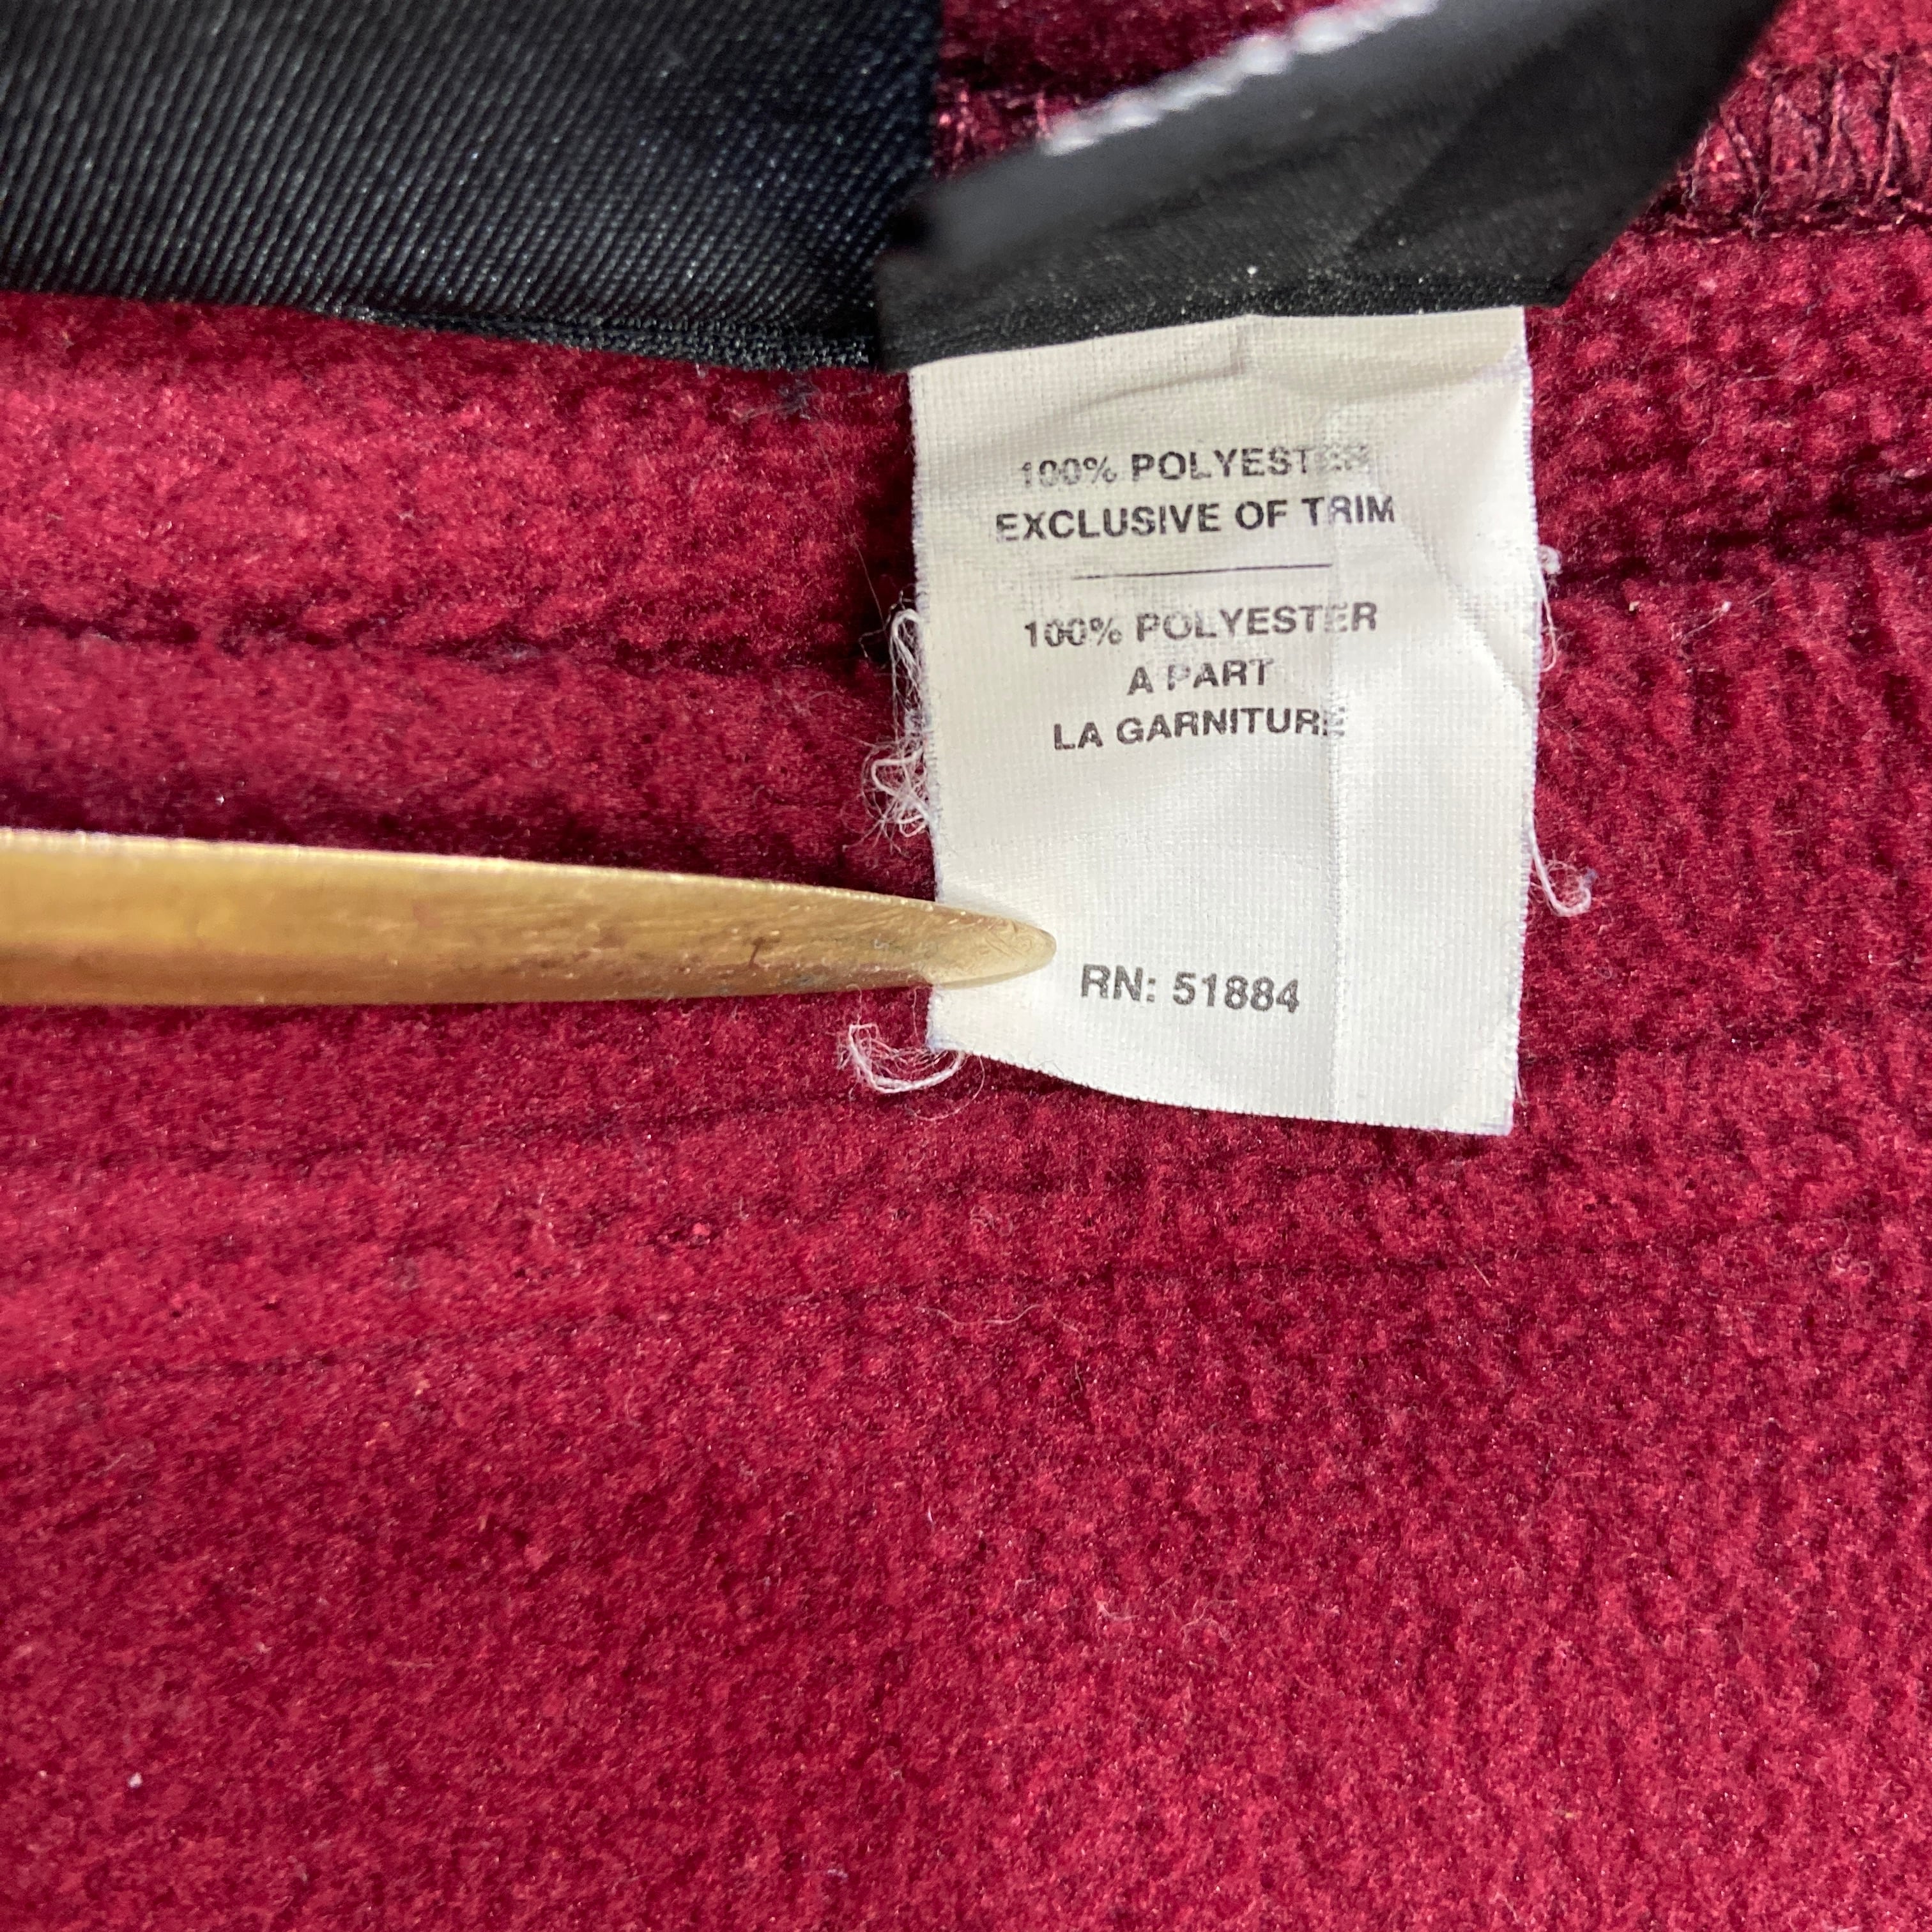 100% POLYESTER
EXCLUSIVE OF TRIM
100% POLYESTER
A PART
LA GARNITURE
RN: 51884